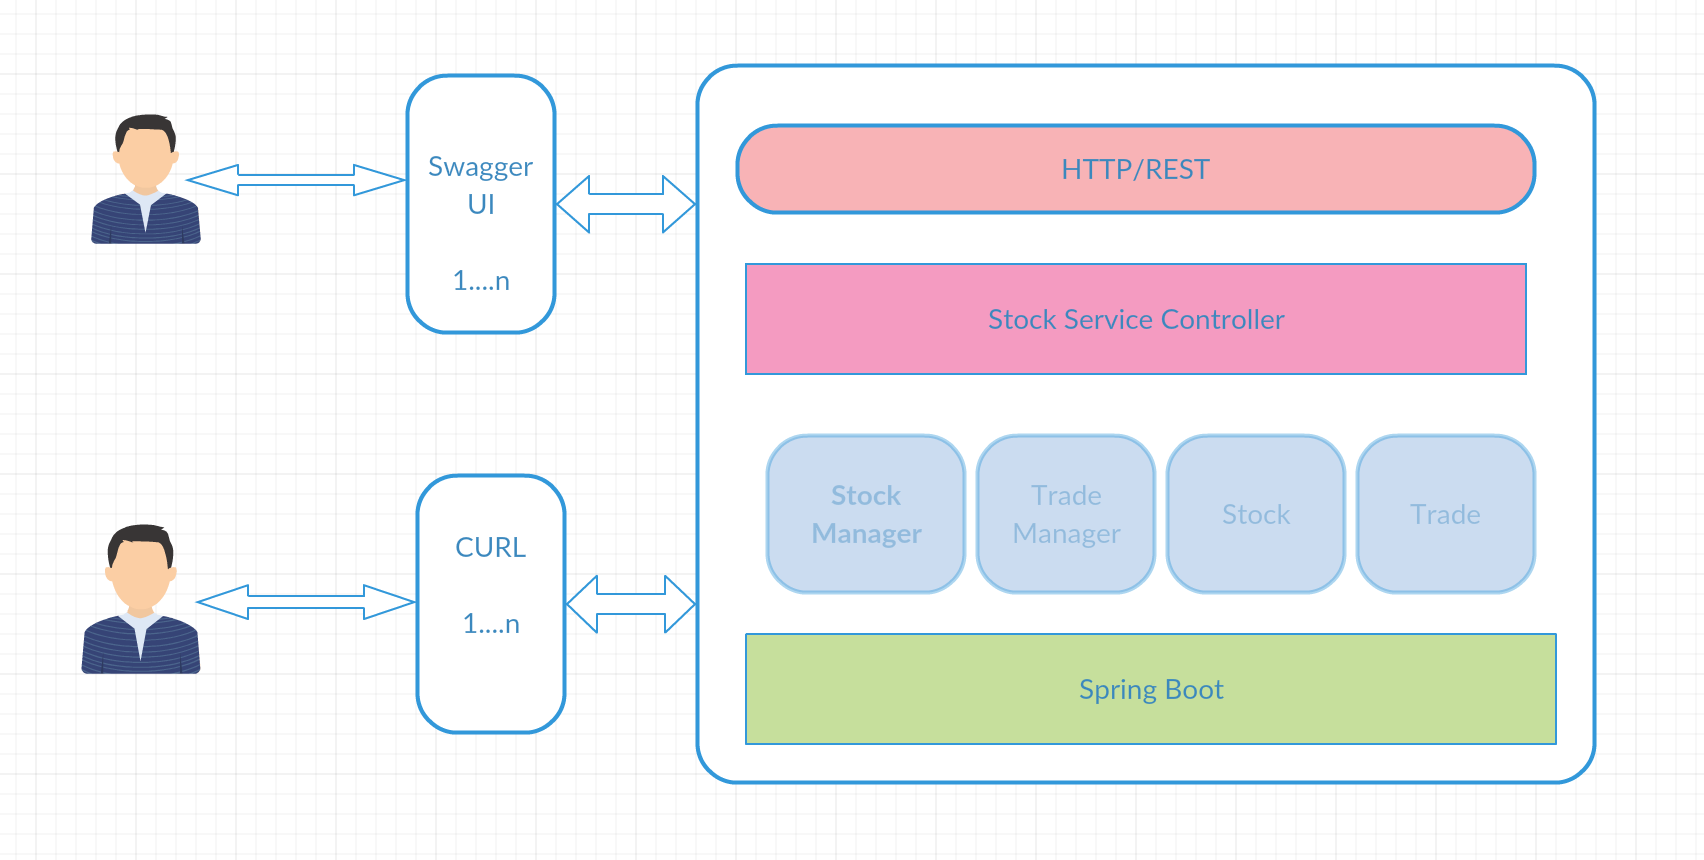 Swagger
UI
1....n
CURL
1....n
HTTP/REST
Stock Service Controller
Stock
Manager
Trade
Manager
Stock
Trade
Spring Boot